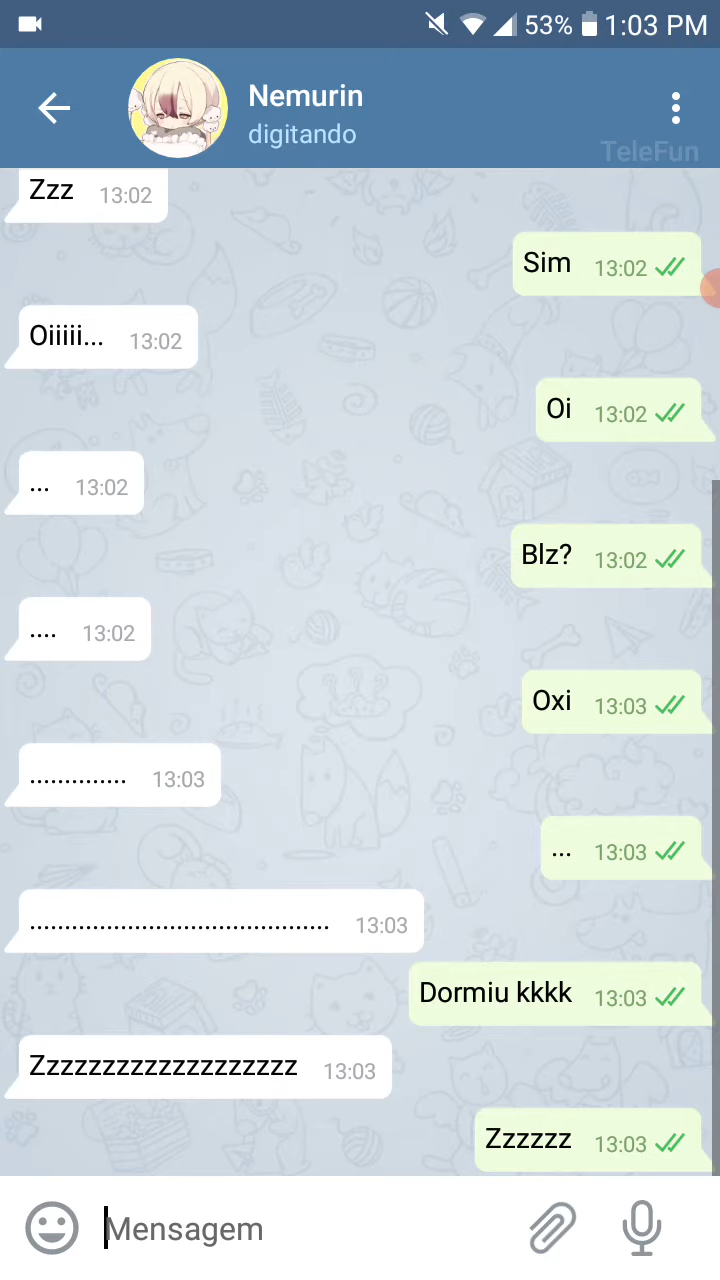 53% 1:03 PM
Nemurin
digitando
TeleFun
Zzz 13:02
Sim 13:02
Oiiiii... 13:02
Oi 13:02
... 13:02
Blz? 13:02
.... 13:02
Oxi 13:03
.............. 13:03
... 13:03
........................................... 13:03
Dormiu kkkk 13:03
Zzzzzzzzzzzzzzzzzzz 13:03
Zzzzzz 13:03
Mensagem